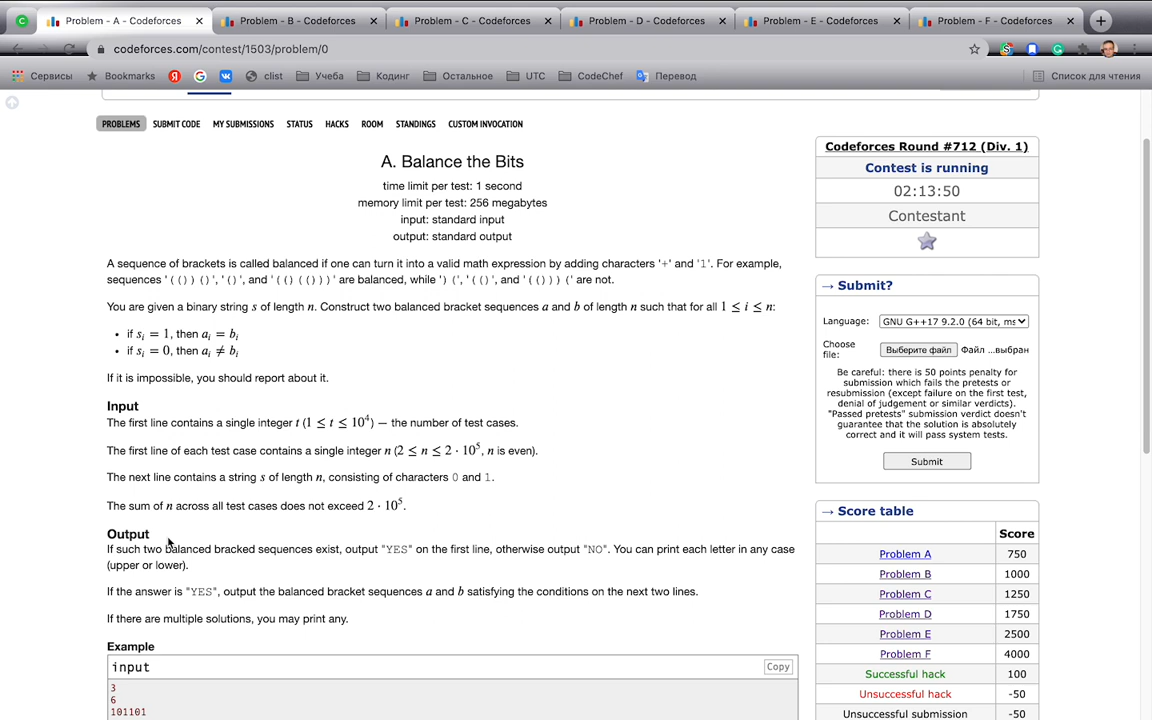 Problem - A - Codeforces
Problem - B - Codeforces
Problem - C - Codeforces
Problem - D - Codeforces
Problem - E - Codeforces
Problem - F - Codeforces
codeforces.com/contest/1503/problem/0
Сервисы
Bookmarks
clist
Учеба
Кодинг
Остальное
UTC
CodeChef
Перевод
Список для чтения
PROBLEMS SUBMIT CODE MY SUBMISSIONS STATUS HACKS ROOM STANDINGS CUSTOM INVOCATION
A. Balance the Bits
time limit per test: 1 second
memory limit per test: 256 megabytes
input: standard input
output: standard output
A sequence of brackets is called balanced if one can turn it into a valid math expression by adding characters '+' and '1'. For example,
sequences '(())()', '()', and '(()(()))' are balanced, while ')(', '(()', and '(()))(' are not.
You are given a binary string s of length n. Construct two balanced bracket sequences a and b of length n such that for all 1 ≤ i ≤ n:
• if sᵢ = 1, then aᵢ = bᵢ
• if sᵢ = 0, then aᵢ ≠ bᵢ
If it is impossible, you should report about it.
Input
The first line contains a single integer t (1 ≤ t ≤ 10⁴) — the number of test cases.
The first line of each test case contains a single integer n (2 ≤ n ≤ 2 · 10⁵, n is even).
The next line contains a string s of length n, consisting of characters 0 and 1.
The sum of n across all test cases does not exceed 2 · 10⁵.
Output
If such two balanced bracked sequences exist, output "YES" on the first line, otherwise output "NO". You can print each letter in any case
(upper or lower).
If the answer is "YES", output the balanced bracket sequences a and b satisfying the conditions on the next two lines.
If there are multiple solutions, you may print any.
Example
input
Copy
3
6
101101
Codeforces Round #712 (Div. 1)
Contest is running
02:13:50
Contestant
→ Submit?
Language: GNU G++17 9.2.0 (64 bit, ms
Choose
file: Выберите файл Файл ...выбран
Be careful: there is 50 points penalty for
submission which fails the pretests or
resubmission (except failure on the first test,
denial of judgement or similar verdicts).
"Passed pretests" submission verdict doesn't
guarantee that the solution is absolutely
correct and it will pass system tests.
Submit
→ Score table
Score
Problem A 750
Problem B 1000
Problem C 1250
Problem D 1750
Problem E 2500
Problem F 4000
Successful hack 100
Unsuccessful hack -50
Unsuccessful submission -50